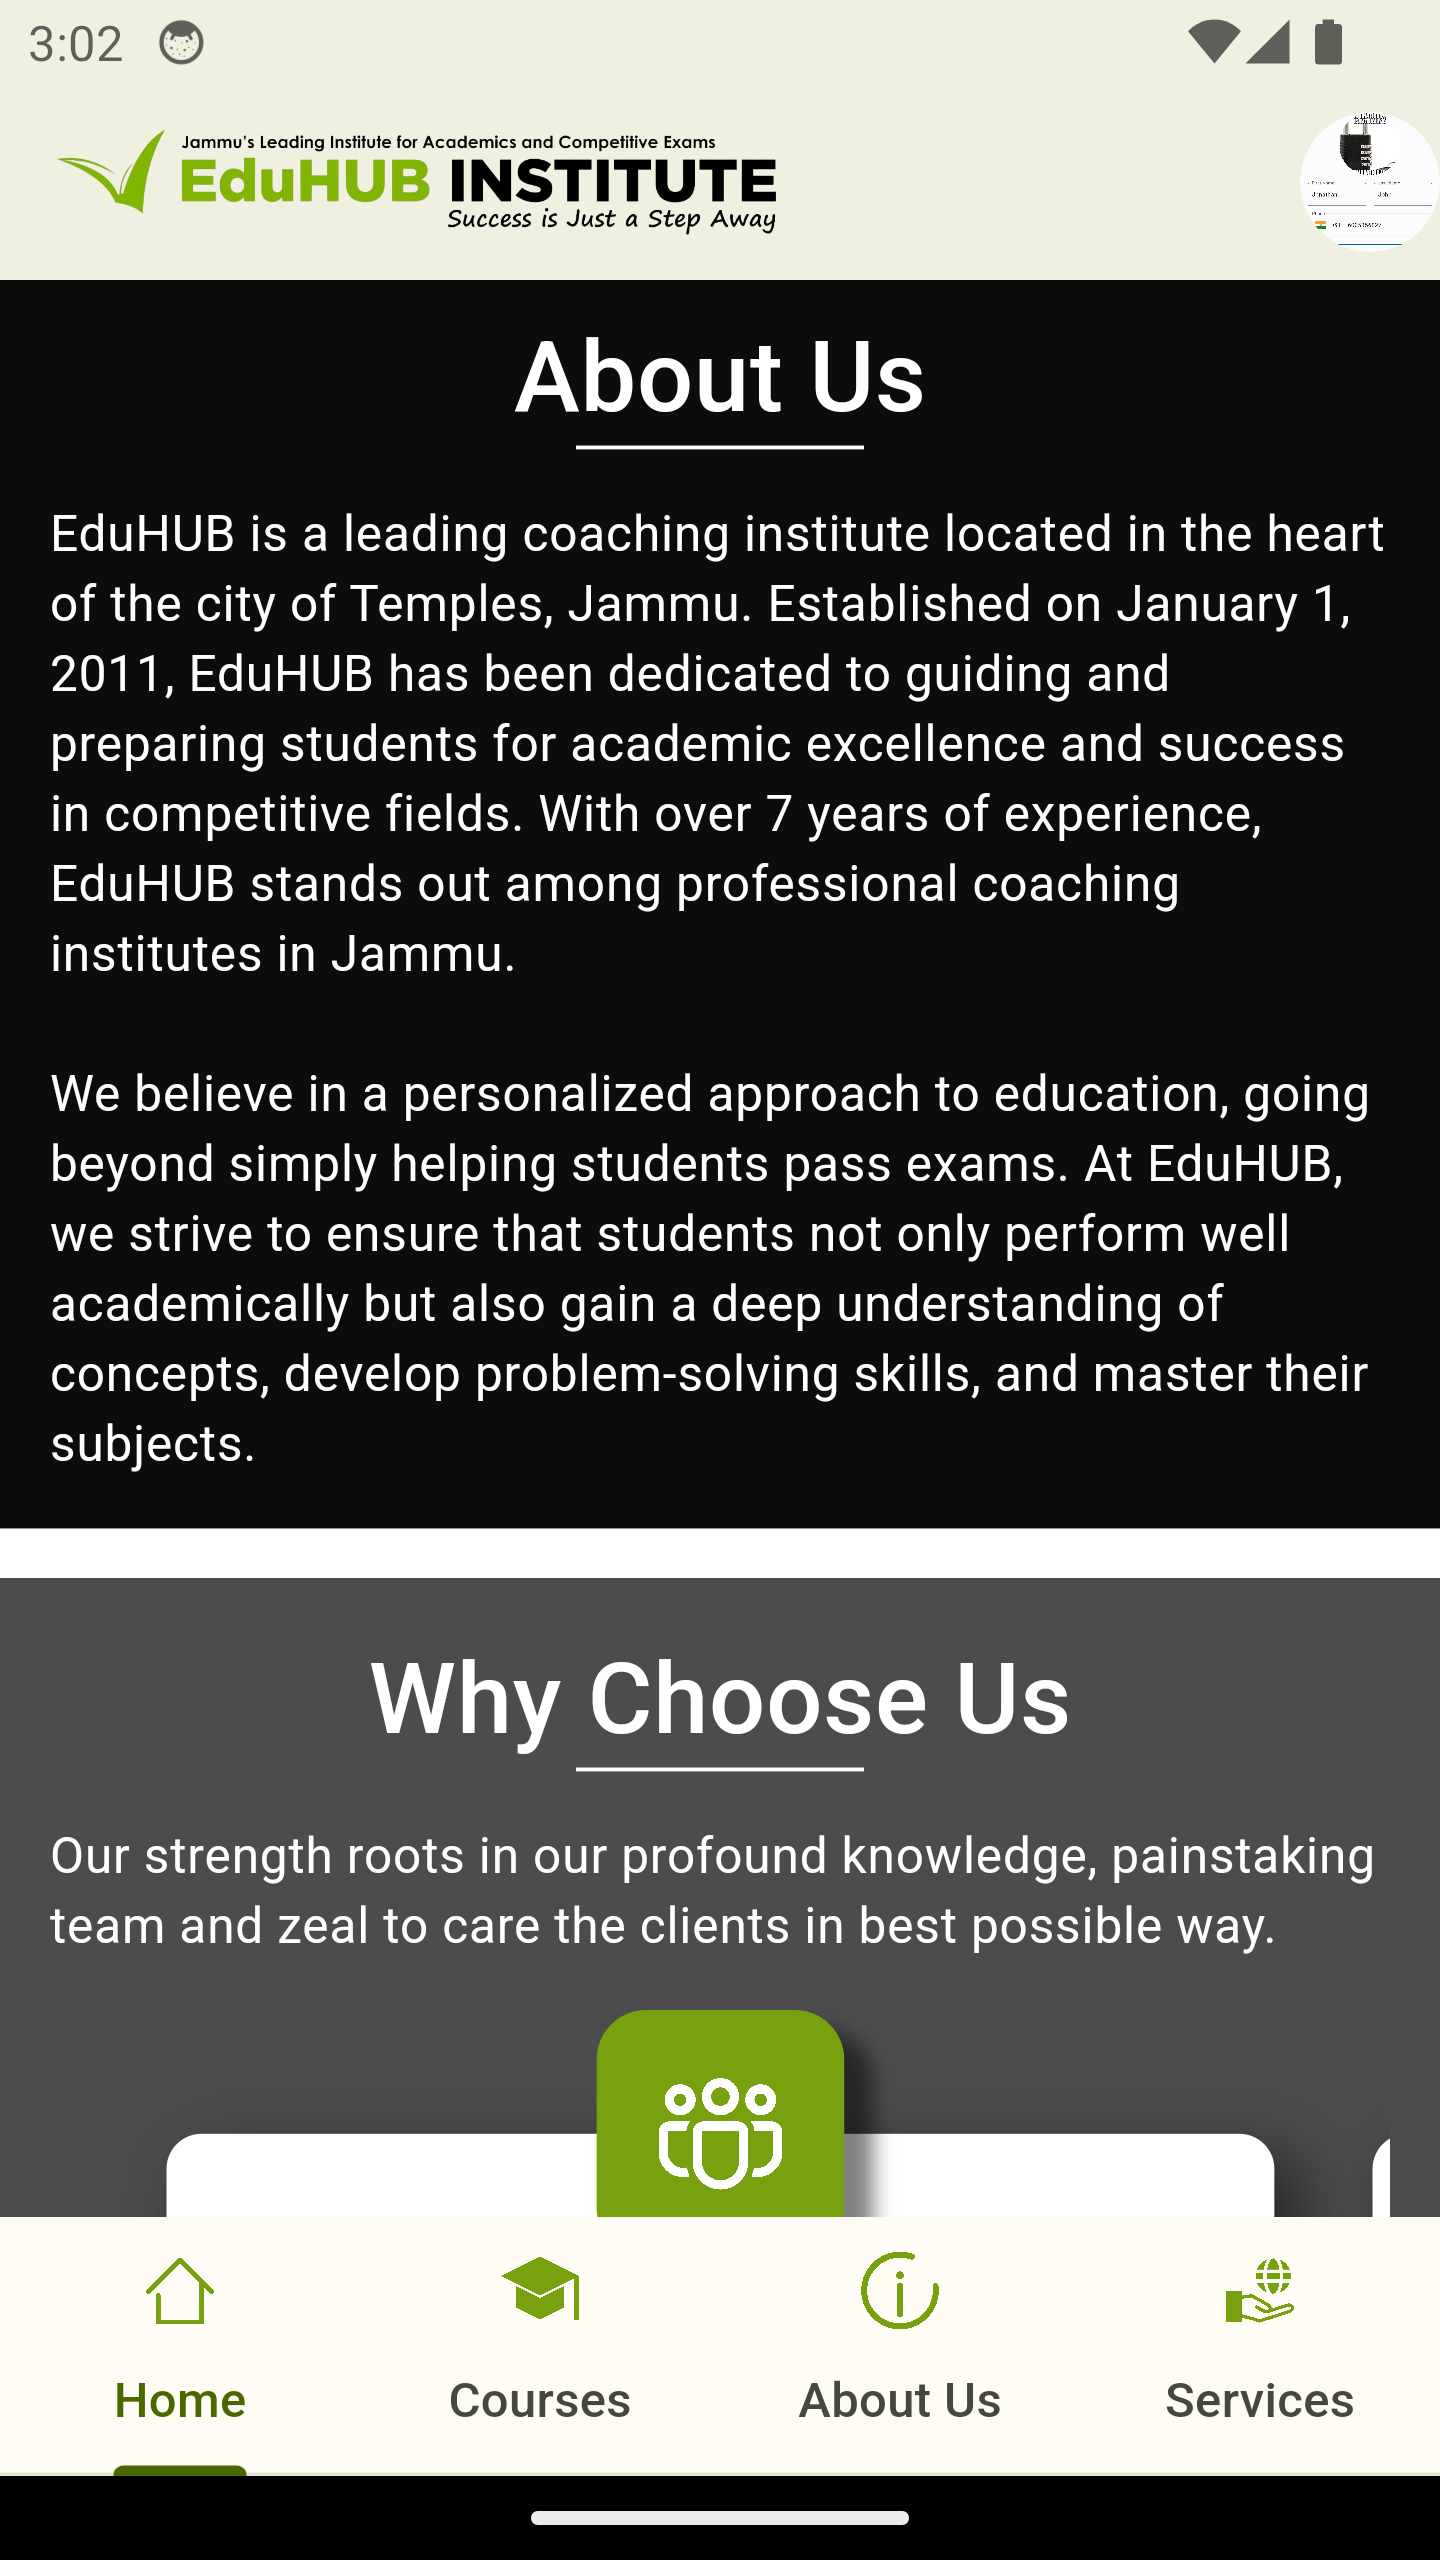 3:02
Jammu's Leading Institute for Academics and Competitive Exams
EduHUB INSTITUTE
Success is Just a Step Away
About Us
EduHUB is a leading coaching institute located in the heart
of the city of Temples, Jammu. Established on January 1,
2011, EduHUB has been dedicated to guiding and
preparing students for academic excellence and success
in competitive fields. With over 7 years of experience,
EduHUB stands out among professional coaching
institutes in Jammu.
We believe in a personalized approach to education, going
beyond simply helping students pass exams. At EduHUB,
we strive to ensure that students not only perform well
academically but also gain a deep understanding of
concepts, develop problem-solving skills, and master their
subjects.
Why Choose Us
Our strength roots in our profound knowledge, painstaking
team and zeal to care the clients in best possible way.
Home
Courses
About Us
Services